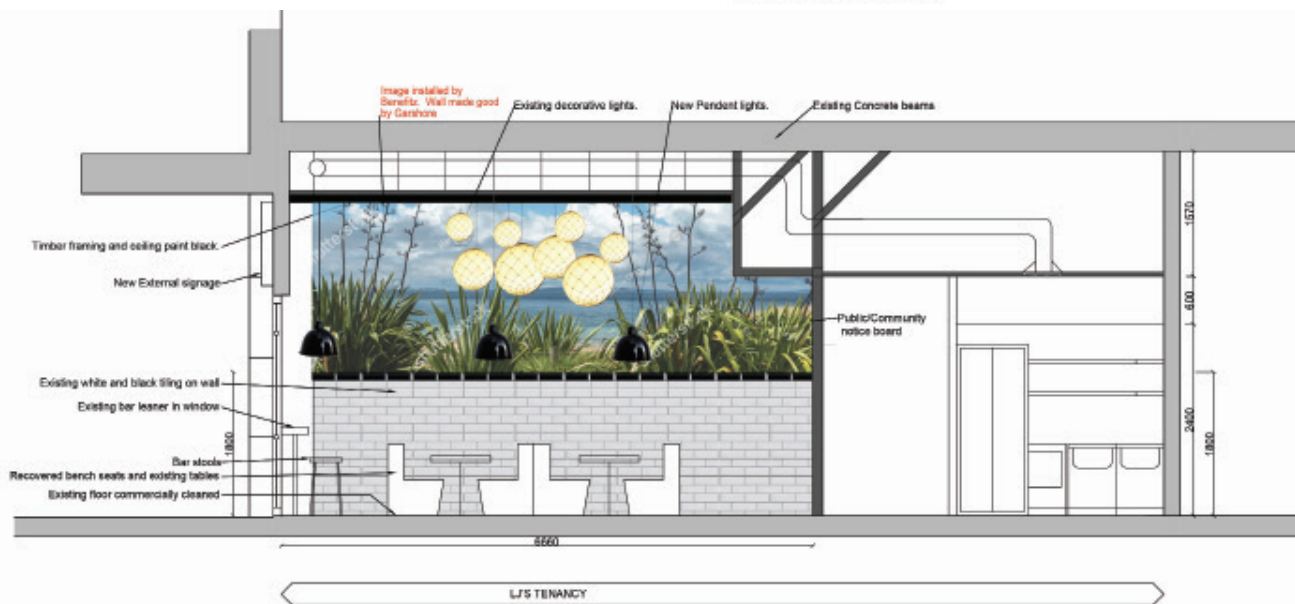 Image installed by
Benefitz. Wall made good
by Carshore
Existing decorative lights.
New Pendent lights.
Existing Concrete beams
Timber framing and ceiling paint black.
New External signage
Public/Community
notice board
Existing white and black tiling on wall
Existing bar leaner in window
Bar stools
Recovered bench seats and existing tables
Existing floor commercially cleaned
1800
1570
600
2400
1800
6660
LJ'S TENANCY